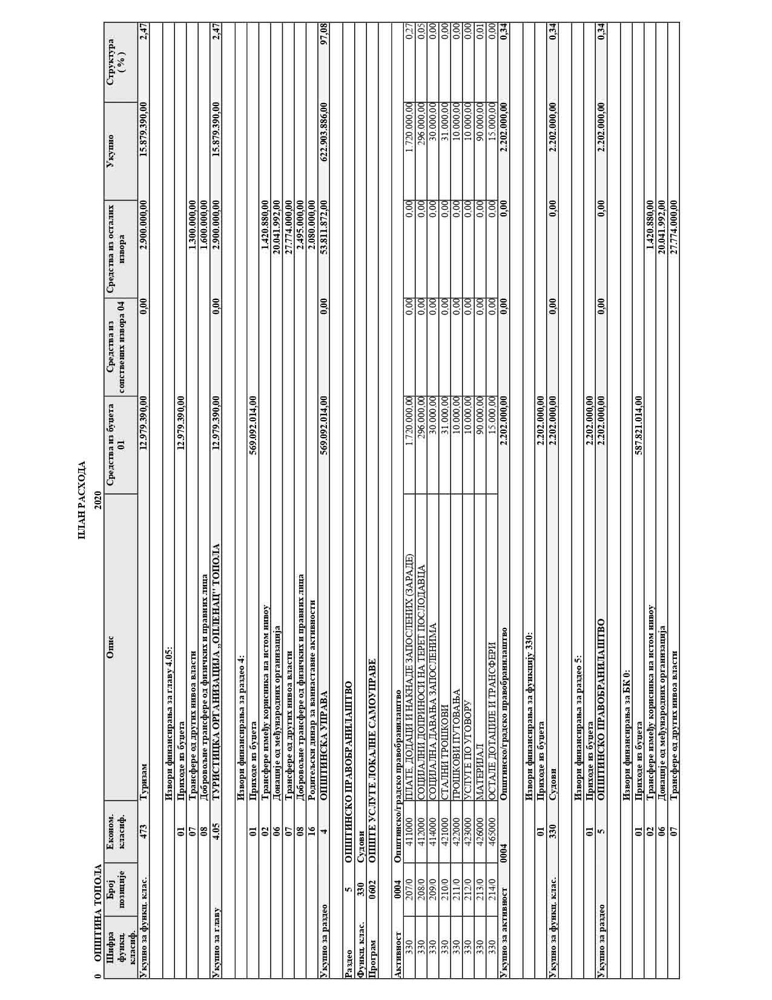 ПЛАН РАСХОДА
0 ОПШТИНА ТОПОЛА 2020
Шифра функц. класиф. Број позиције Економ. класиф. Опис Средства из буџета 01 Средства из сопствених извора 04 Средства из осталих извора Укупно Структура ( % )
Укупно за функц. клас. 473 Туризам 12.979.390,00 0,00 2.900.000,00 15.879.390,00 2,47
Извори финансирања за главу 4.05:
01 Приходе из буџета 12.979.390,00
07 Трансфере од других нивоа власти 1.300.000,00
08 Добровољне трансфере од физичких и правних лица 1.600.000,00
Укупно за главу 4.05 ТУРИСТИЦКА ОРГАНИЗАЦИЈА ,,ОПЛЕНАЦ'' ТОПОЛА 12.979.390,00 0,00 2.900.000,00 15.879.390,00 2,47
Извори финансирања за раздео 4:
01 Приходе из буџета 569.092.014,00
02 Трансфере између корисника на истом нивоу 1.420.880,00
06 Донације од међународних организација 20.041.992,00
07 Трансфере од других нивоа власти 27.774.000,00
08 Добровољне трансфере од физичких и правних лица 2.495.000,00
16 Родитељски динар за ваннаставне активности 2.080.000,00
Укупно за раздео 4 ОПШТИНСКА УПРАВА 569.092.014,00 0,00 53.811.872,00 622.903.886,00 97,08
Раздео 5 ОПШТИНСКО ПРАВОБРАНИЛАШТВО
Функц. клас. 330 Судови
Програм 0602 ОПШТЕ УСЛУГЕ ЛОКАЛНЕ САМОУПРАВЕ
Активност 0004 Општинско/градско правобранилаштво
330 207/0 411000 ПЛАТЕ, ДОДАЦИ И НАКНАДЕ ЗАПОСЛЕНИХ (ЗАРАДЕ) 1.720.000,00 0,00 0,00 1.720.000,00 0,27
330 208/0 412000 СОЦИЈАЛНИ ДОПРИНОСИ НА ТЕРЕТ ПОСЛОДАВЦА 296.000,00 0,00 0,00 296.000,00 0,05
330 209/0 414000 СОЦИЈАЛНА ДАВАЊА ЗАПОСЛЕНИМА 30.000,00 0,00 0,00 30.000,00 0,00
330 210/0 421000 СТАЛНИ ТРОШКОВИ 31.000,00 0,00 0,00 31.000,00 0,00
330 211/0 422000 ТРОШКОВИ ПУТОВАЊА 10.000,00 0,00 0,00 10.000,00 0,00
330 212/0 423000 УСЛУГЕ ПО УГОВОРУ 10.000,00 0,00 0,00 10.000,00 0,00
330 213/0 426000 МАТЕРИЈАЛ 90.000,00 0,00 0,00 90.000,00 0,01
330 214/0 465000 ОСТАЛЕ ДОТАЦИЈЕ И ТРАНСФЕРИ 15.000,00 0,00 0,00 15.000,00 0,00
Укупно за активност 0004 Општинско/градско правобранилаштво 2.202.000,00 0,00 0,00 2.202.000,00 0,34
Извори финансирања за функцију 330:
01 Приходе из буџета 2.202.000,00
Укупно за функц. клас. 330 Судови 2.202.000,00 0,00 0,00 2.202.000,00 0,34
Извори финансирања за раздео 5:
01 Приходе из буџета 2.202.000,00
Укупно за раздео 5 ОПШТИНСКО ПРАВОБРАНИЛАШТВО 2.202.000,00 0,00 0,00 2.202.000,00 0,34
Извори финансирања за БК 0:
01 Приходе из буџета 587.821.014,00
02 Трансфере између корисника на истом нивоу 1.420.880,00
06 Донације од међународних организација 20.041.992,00
07 Трансфере од других нивоа власти 27.774.000,00